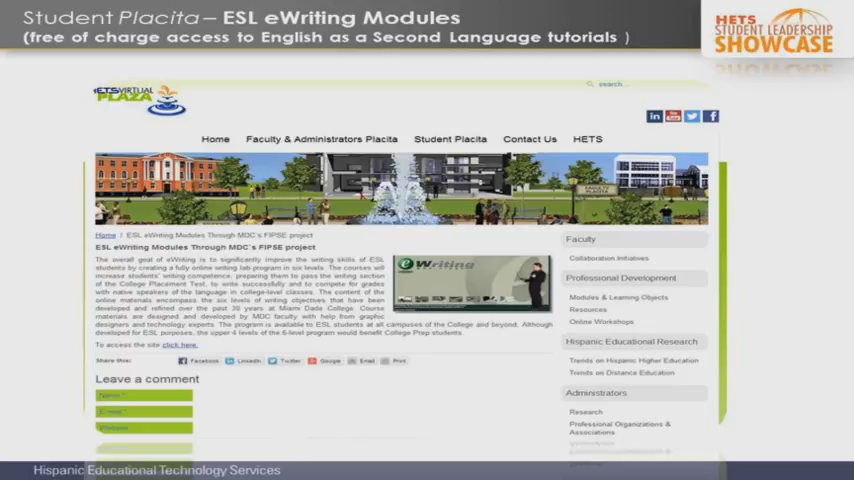 Student Placita – ESL eWriting Modules
(free of charge access to English as a Second Language tutorials )
HETS
STUDENT LEADERSHIP
SHOWCASE
HETS VIRTUAL
PLAZA
search...
Home Faculty & Administrators Placita Student Placita Contact Us HETS
FACULTY
PLACITA
Home / ESL eWriting Modules Through MDC's FIPSE project
ESL eWriting Modules Through MDC's FIPSE project
The overall goal of eWriting is to significantly improve the writing skills of ESL
students by creating a fully online writing lab program in six levels. The courses will
increase students' writing competence, preparing them to pass the writing section
of the College Placement Test, to write successfully and to compete for grades
with native speakers of the language in college-level classes. The content of the
online materials encompass the six levels of writing objectives that have been
developed and refined over the past 30 years at Miami Dade College. Course
materials are designed and developed by MDC faculty with help from graphic
designers and technology experts. The program is available to ESL students at all campuses of the College and beyond. Although
developed for ESL purposes, the upper 4 levels of the 6-level program would benefit College Prep students.
To access the site click here.
eWriting
Share this: Facebook LinkedIn Twitter Google Email Print
Leave a comment
Name*
E-mail*
Website
Faculty
Collaboration Initiatives
Professional Development
Modules & Learning Objects
Resources
Online Workshops
Hispanic Educational Research
Trends on Hispanic Higher Education
Trends on Distance Education
Administrators
Research
Professional Organizations &
Associations
Hispanic Educational Technology Services